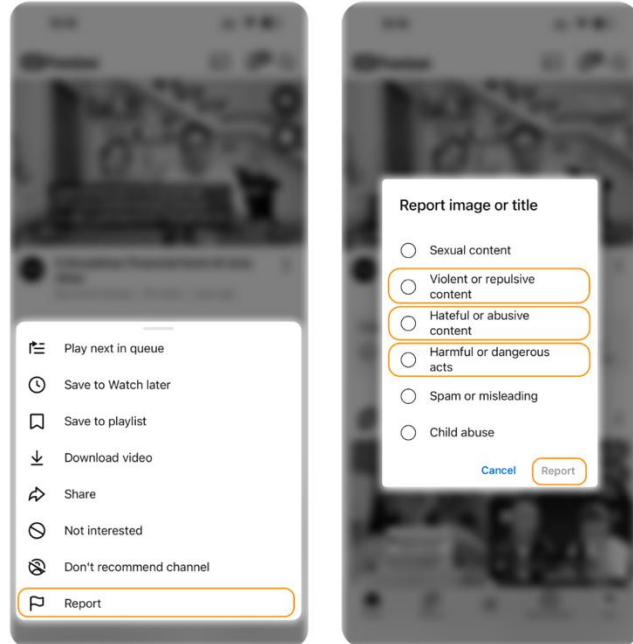 Play next in queue
Save to Watch later
Save to playlist
Download video
Share
Not interested
Don't recommend channel
Report
Report image or title
Sexual content
Violent or repulsive
content
Hateful or abusive
content
Harmful or dangerous
acts
Spam or misleading
Child abuse
Cancel Report